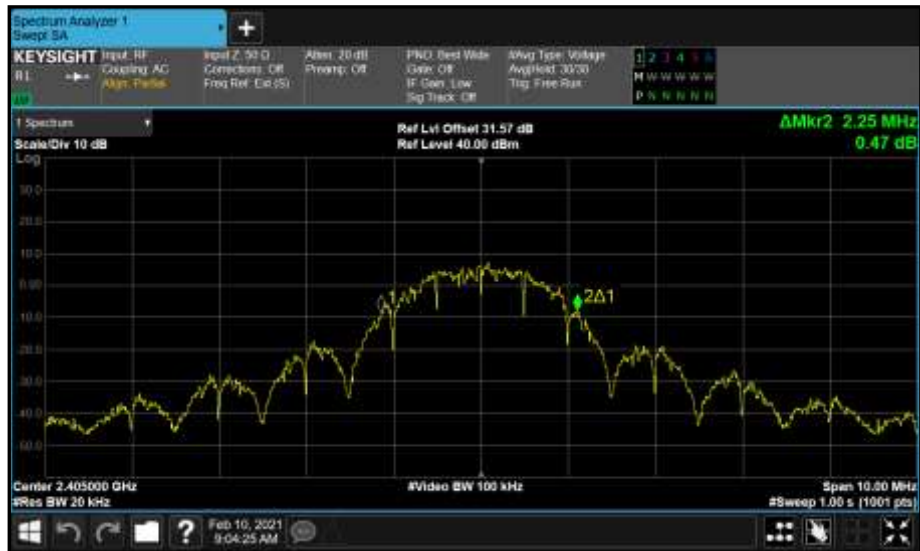 Spectrum Analyzer 1
Swept SA
+
KEYSIGHT
Input: RF
Coupling: AC
Align: Partial
Input Z: 50 Ω
Corrections: Off
Freq Ref: Ext (S)
Atten: 20 dB
Preamp: Off
PNO: Best Wide
Gate: Off
IF Gain: Low
Sig Track: Off
#Avg Type: Voltage
Avg|Hold: 30/30
Trig: Free Run
1 2 3 4 5 6
M W W W W W
P N N N N N
1 Spectrum
Scale/Div 10 dB
Ref Lvl Offset 31.57 dB
Ref Level 40.00 dBm
ΔMkr2 2.25 MHz
0.47 dB
Log
30.0
20.0
10.0
0.00
-10.0
-20.0
-30.0
-40.0
-50.0
2Δ1
Center 2.405000 GHz
#Video BW 100 kHz
Span 10.00 MHz
#Res BW 20 kHz
#Sweep 1.00 s (1001 pts)
?
Feb 10, 2021
9:04:25 AM